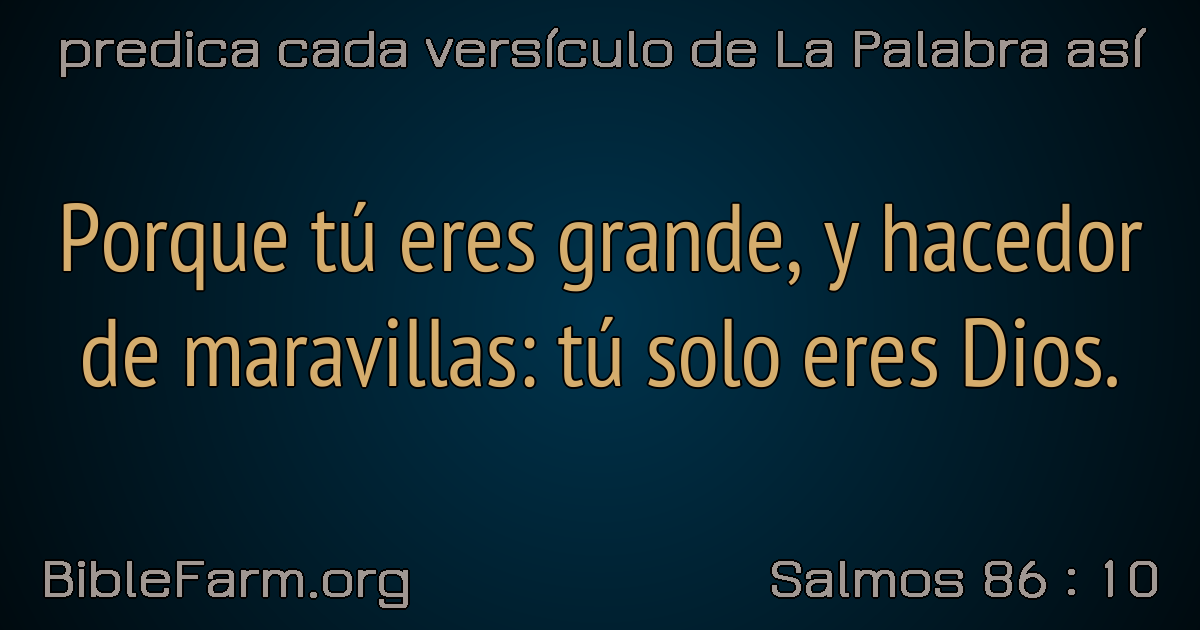 predica cada versículo de La Palabra así
Porque tú eres grande, y hacedor
de maravillas: tú solo eres Dios.
BibleFarm.org
Salmos 86 : 10